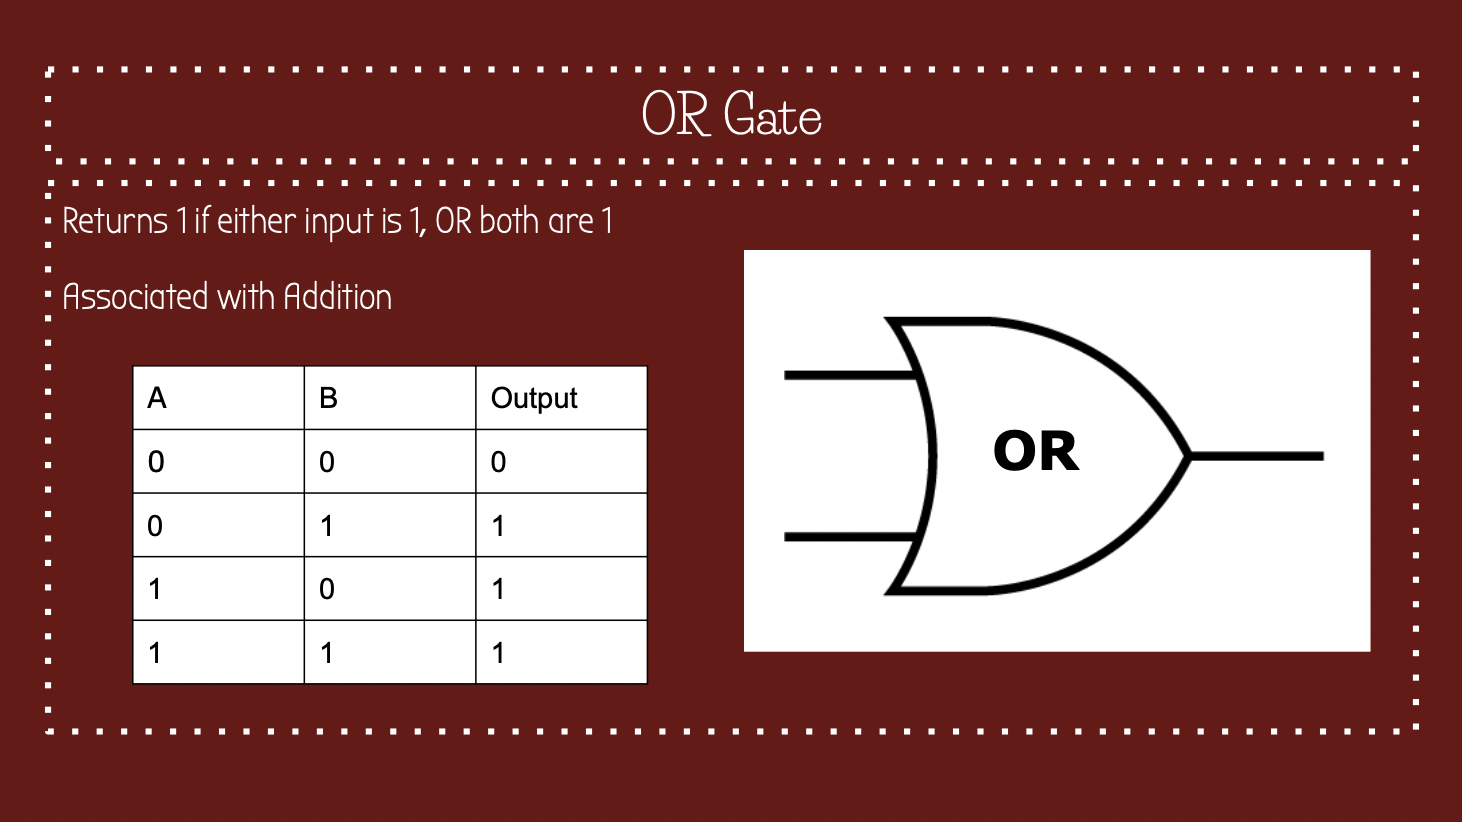 OR Gate
Returns 1 if either input is 1, OR both are 1
Associated with Addition
A B Output
0 0 0
0 1 1
1 0 1
1 1 1
OR